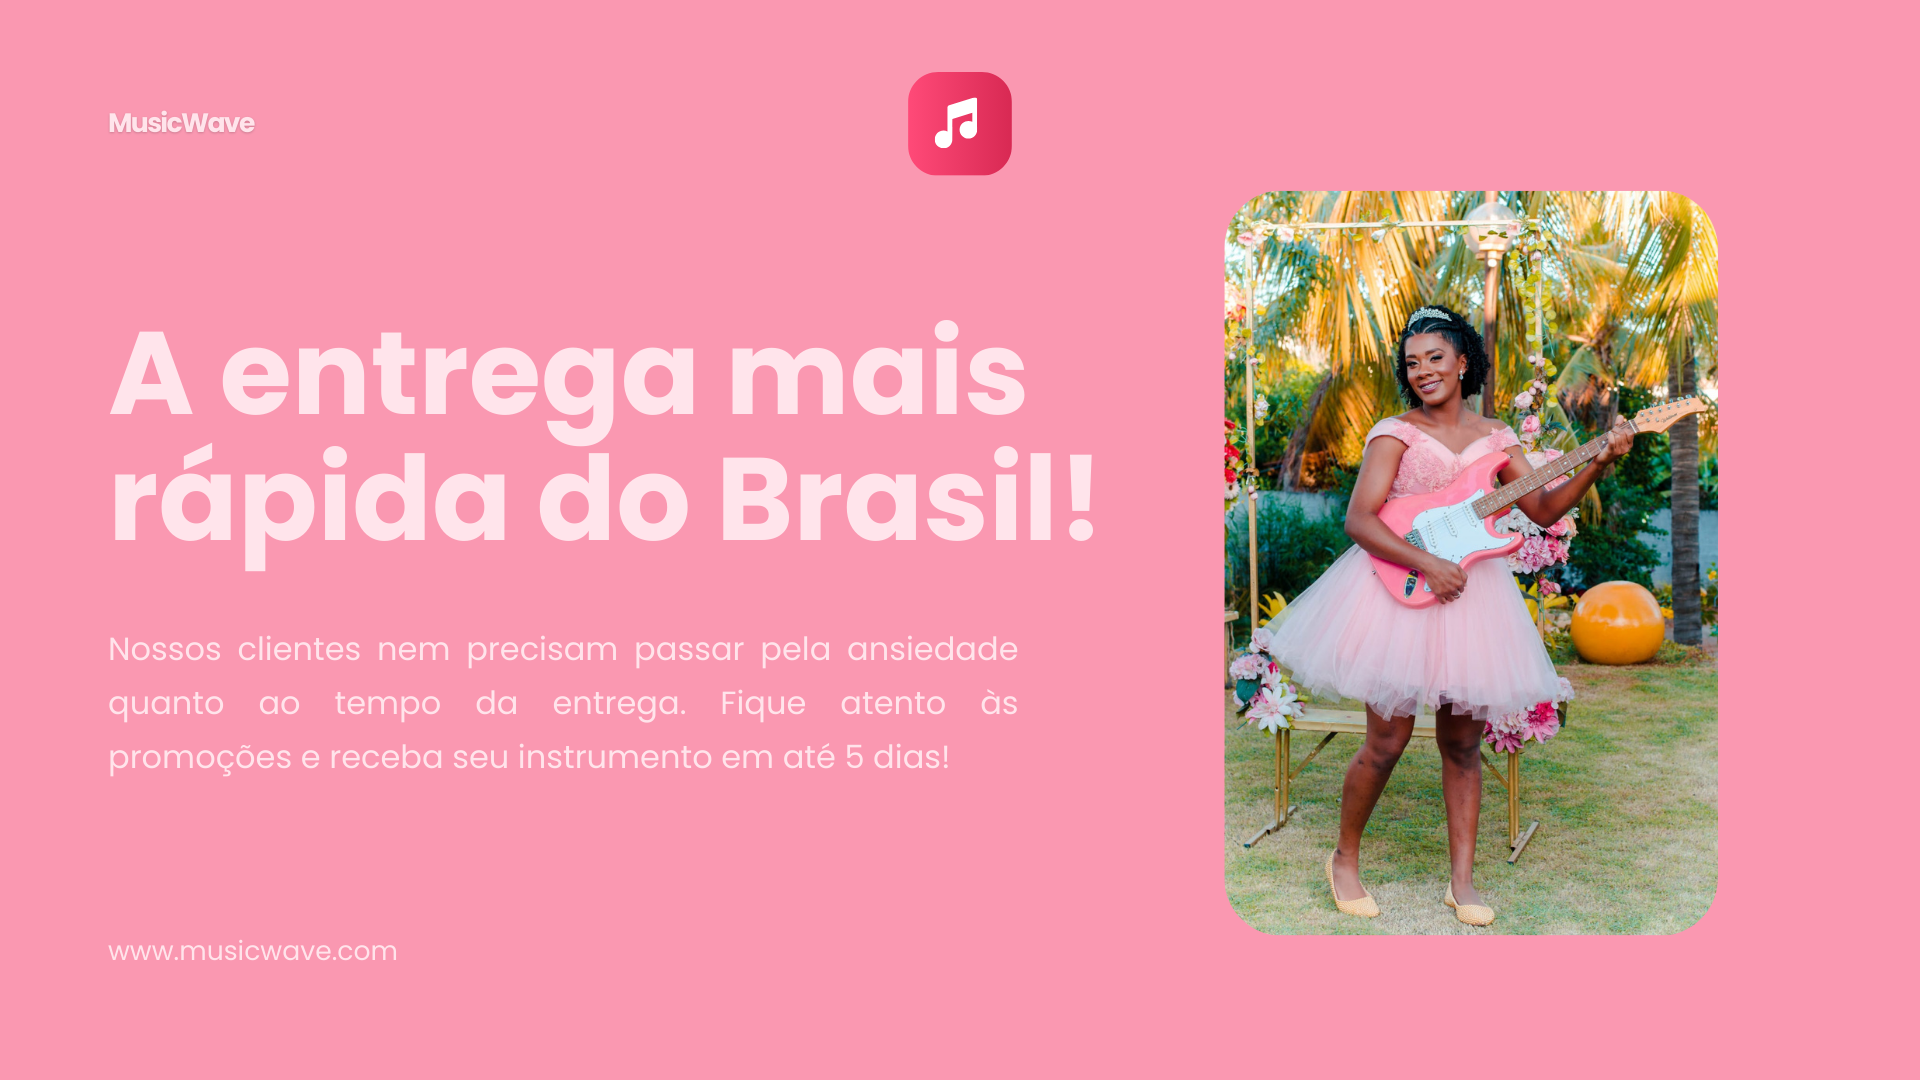 MusicWave
A entrega mais
rápida do Brasil!
Nossos clientes nem precisam passar pela ansiedade
quanto ao tempo da entrega. Fique atento às
promoções e receba seu instrumento em até 5 dias!
www.musicwave.com